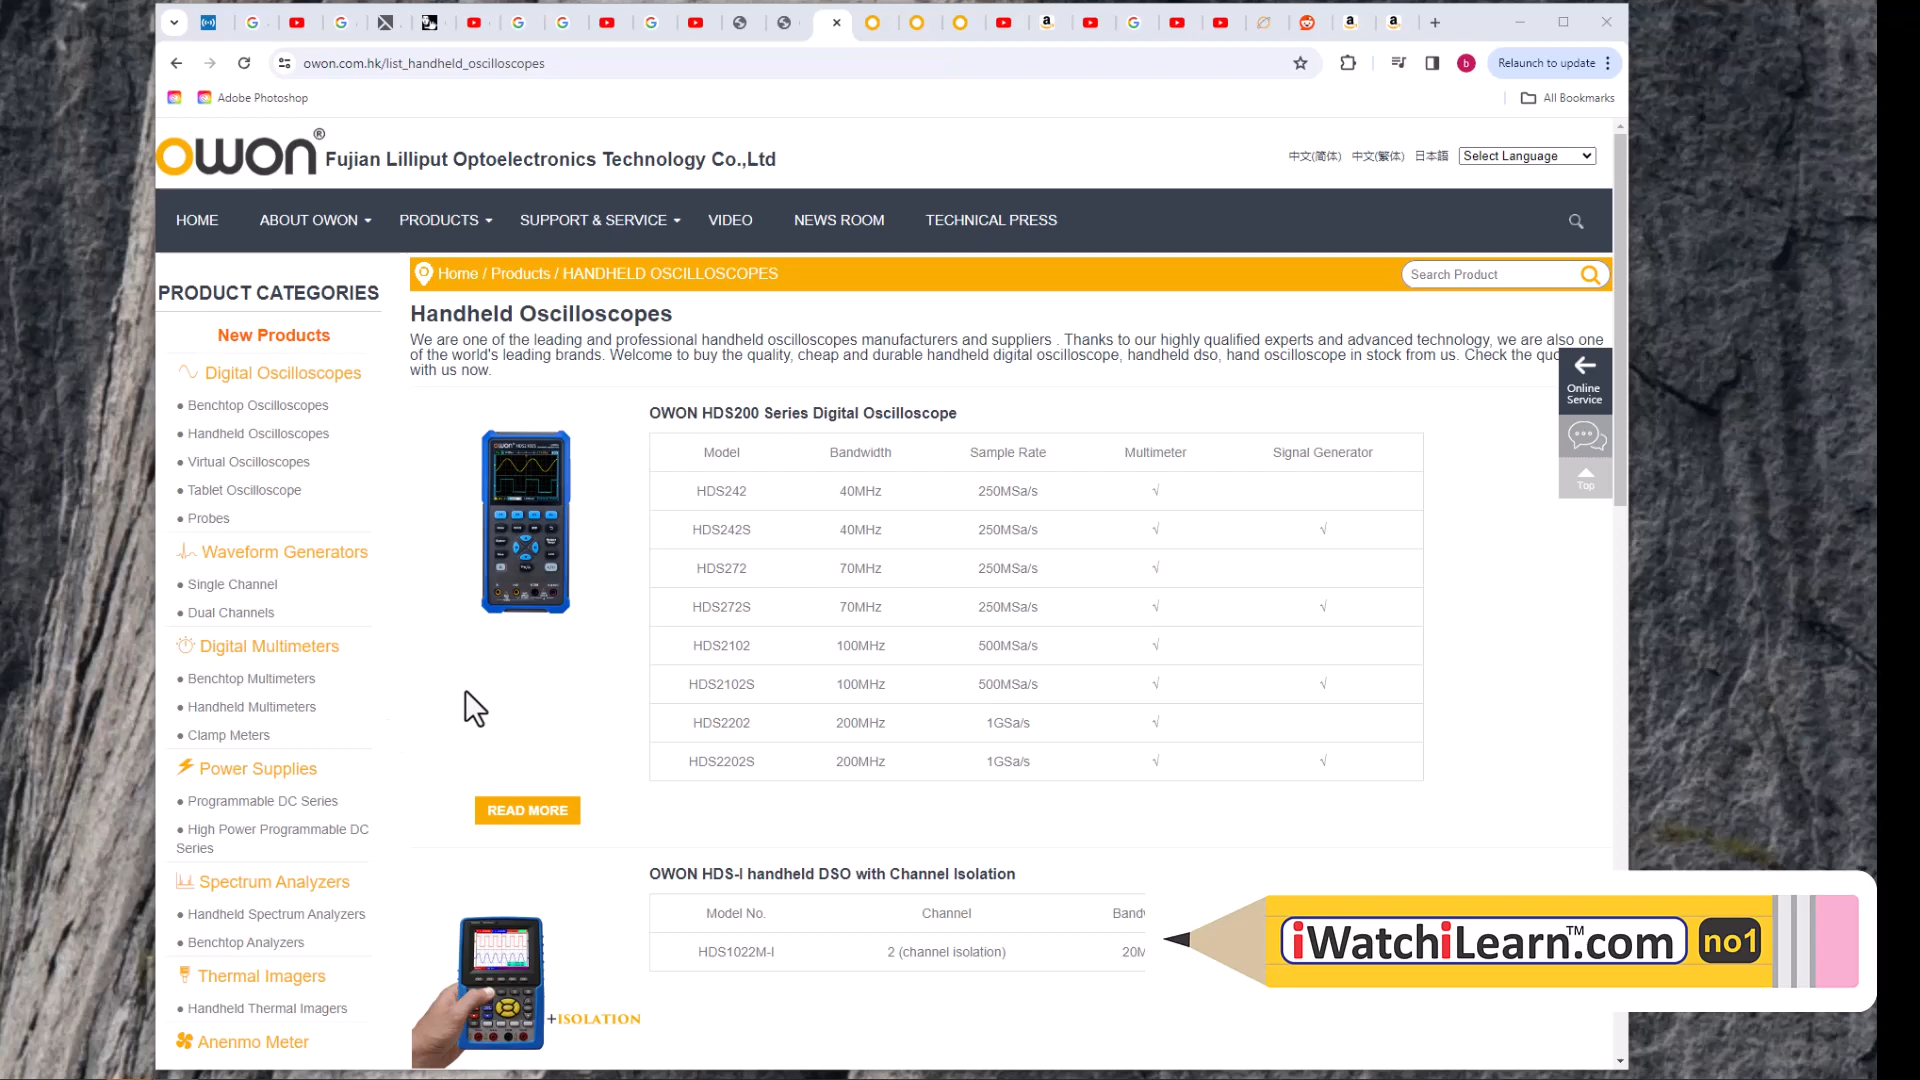 owon.com.hk/list_handheld_oscilloscopes
Relaunch to update
Adobe Photoshop
All Bookmarks
owon®
Fujian Lilliput Optoelectronics Technology Co.,Ltd
中文(简体) 中文(繁体) 日本語 Select Language
HOME ABOUT OWON PRODUCTS SUPPORT & SERVICE VIDEO NEWS ROOM TECHNICAL PRESS
Home / Products / HANDHELD OSCILLOSCOPES
Search Product
PRODUCT CATEGORIES
New Products
Digital Oscilloscopes
● Benchtop Oscilloscopes
● Handheld Oscilloscopes
● Virtual Oscilloscopes
● Tablet Oscilloscope
● Probes
Waveform Generators
● Single Channel
● Dual Channels
Digital Multimeters
● Benchtop Multimeters
● Handheld Multimeters
● Clamp Meters
Power Supplies
● Programmable DC Series
● High Power Programmable DC
Series
Spectrum Analyzers
● Handheld Spectrum Analyzers
● Benchtop Analyzers
Thermal Imagers
● Handheld Thermal Imagers
Anenmo Meter
Handheld Oscilloscopes
We are one of the leading and professional handheld oscilloscopes manufacturers and suppliers . Thanks to our highly qualified experts and advanced technology, we are also one
of the world's leading brands. Welcome to buy the quality, cheap and durable handheld digital oscilloscope, handheld dso, hand oscilloscope in stock from us. Check the
with us now.
Online
Service
Top
OWON HDS200 Series Digital Oscilloscope
Model Bandwidth Sample Rate Multimeter Signal Generator
HDS242 40MHz 250MSa/s √
HDS242S 40MHz 250MSa/s √ √
HDS272 70MHz 250MSa/s √
HDS272S 70MHz 250MSa/s √ √
HDS2102 100MHz 500MSa/s √
HDS2102S 100MHz 500MSa/s √ √
HDS2202 200MHz 1GSa/s √
HDS2202S 200MHz 1GSa/s √ √
READ MORE
OWON HDS-I handheld DSO with Channel Isolation
Model No. Channel
HDS1022M-I 2 (channel isolation)
+ISOLATION
iWatchiLearn.com™ no1